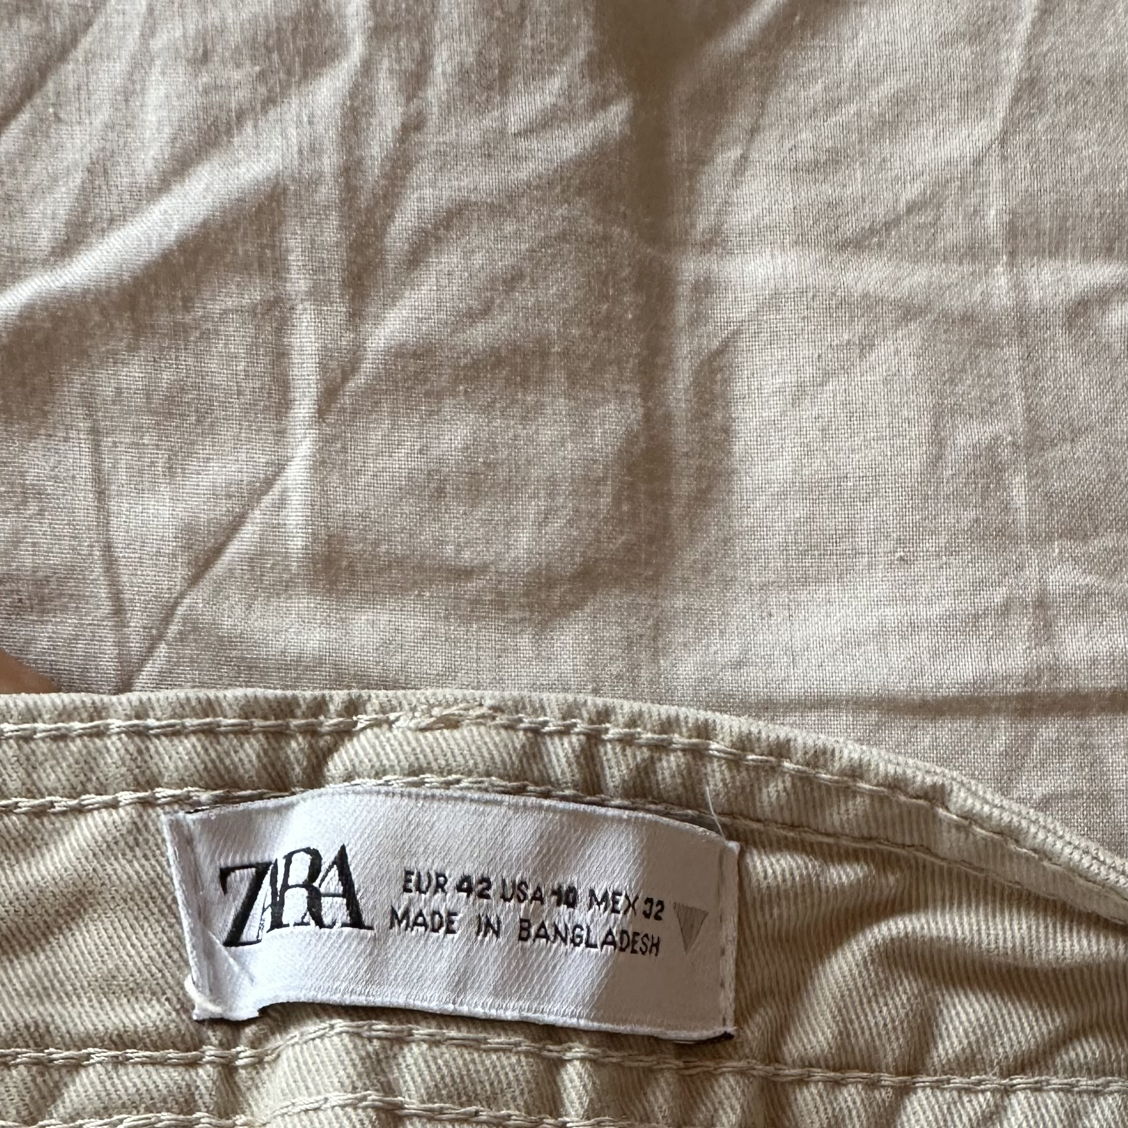 ZARA
EUR 42 USA 10 MEX 32
MADE IN BANGLADESH